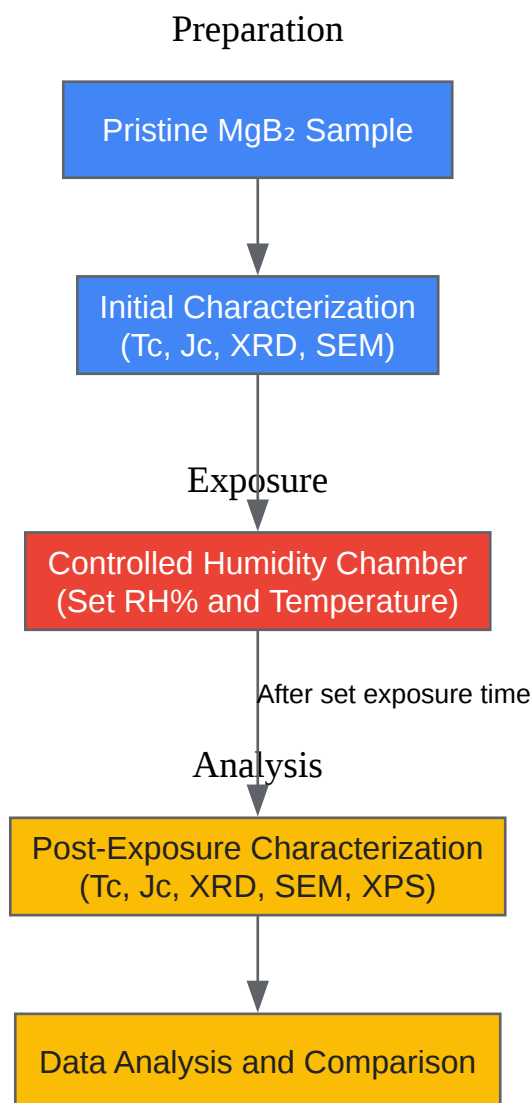 Preparation
Pristine MgB₂ Sample
Initial Characterization
(Tc, Jc, XRD, SEM)
Exposure
Controlled Humidity Chamber
(Set RH% and Temperature)
After set exposure time
Analysis
Post-Exposure Characterization
(Tc, Jc, XRD, SEM, XPS)
Data Analysis and Comparison